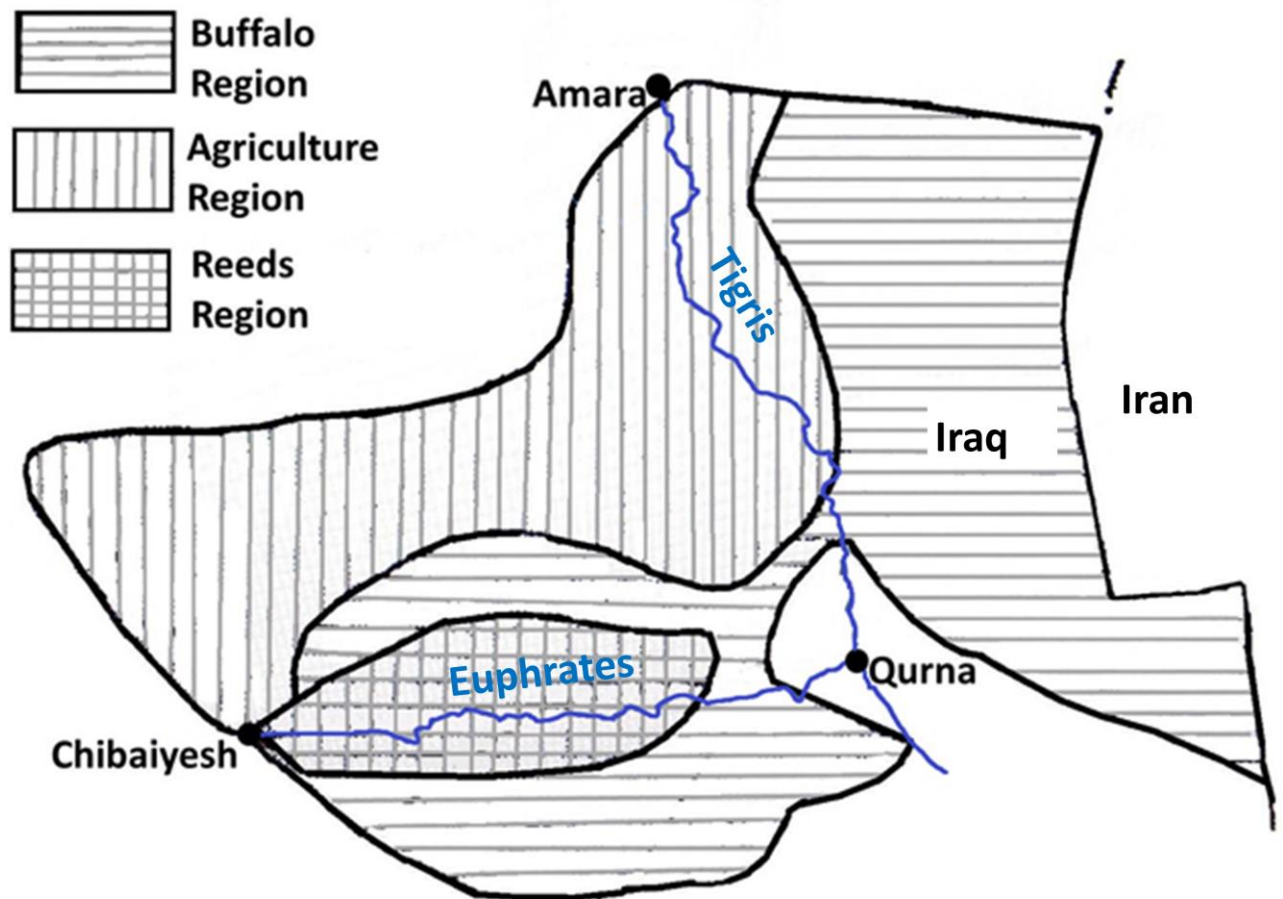 Buffalo
Region
Agriculture
Region
Reeds
Region
Amara
Tigris
Iran
Iraq
Euphrates
Qurna
Chibaiyesh